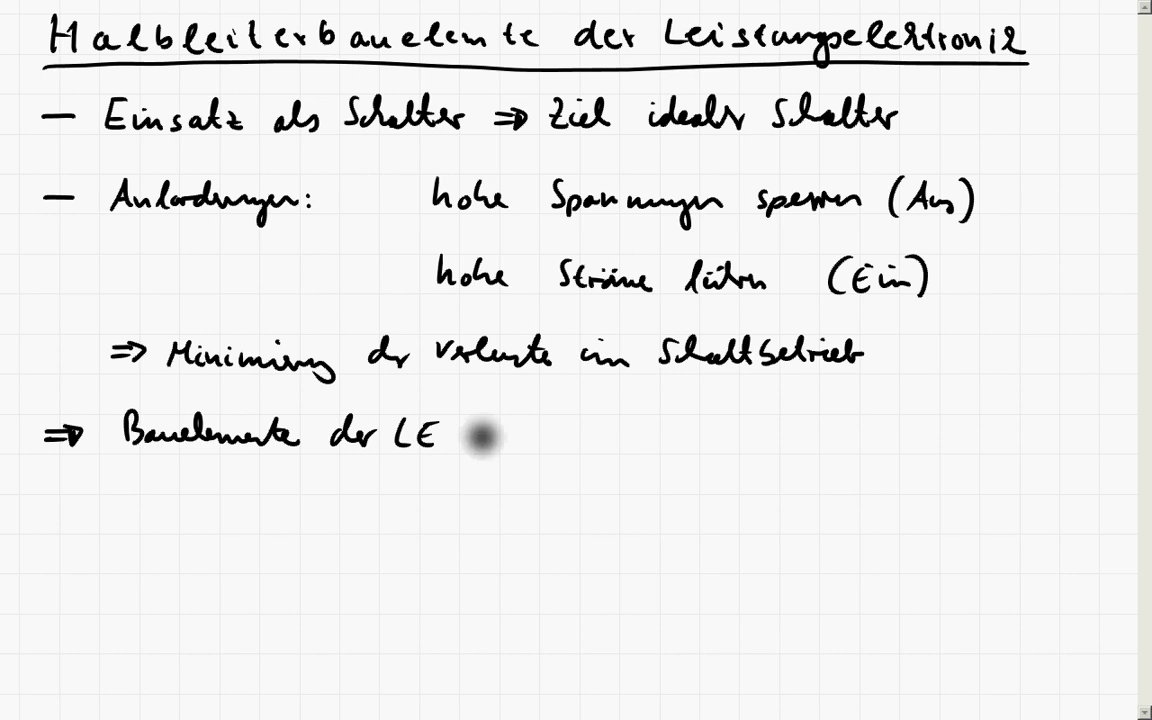 Halbleiterbauelemente der Leistungselektronik
– Einsatz als Schalter ⇒ Ziel idealer Schalter
– Anforderungen: hohe Spannungen sperren (Aus)
hohe Ströme führen (Ein)
⇒ Minimierung der Verluste im Schaltbetrieb
⇒ Bauelemente der LE